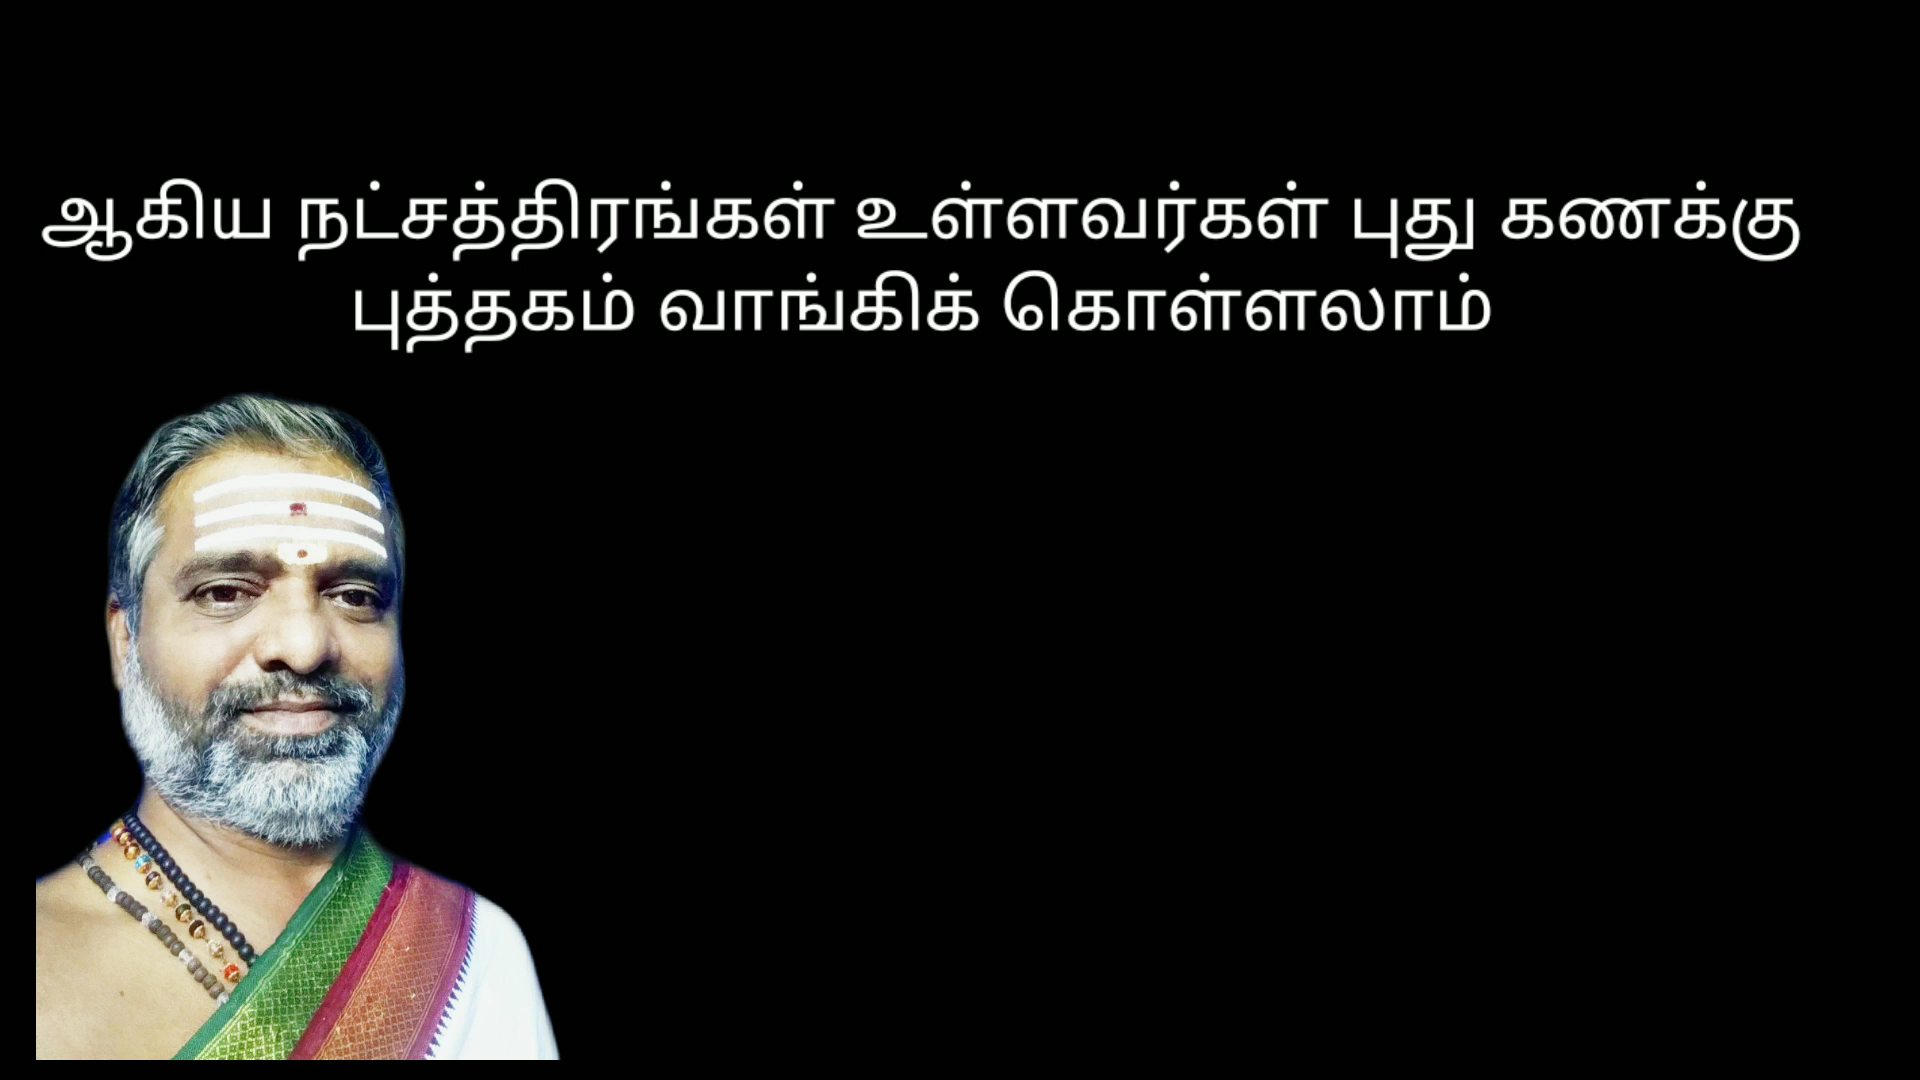 ஆகிய நட்சத்திரங்கள் உள்ளவர்கள் புது கணக்கு
புத்தகம் வாங்கிக் கொள்ளலாம்